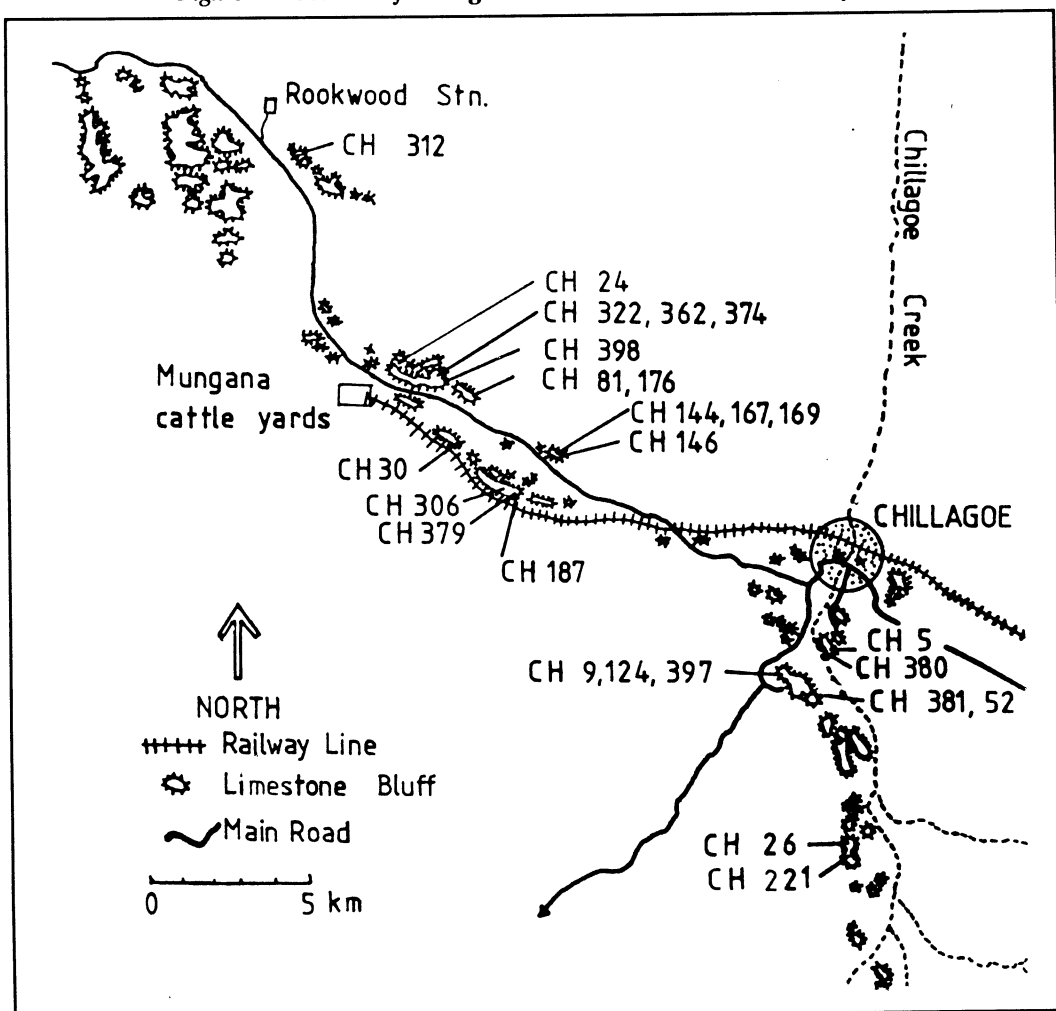 Rookwood Stn.
CH 312
Chillagoe Creek
CH 24
CH 322, 362, 374
CH 398
CH 81, 176
Mungana
cattle yards
CH 144, 167, 169
CH 146
CH 30
CH 306
CH 379
CH 187
CHILLAGOE
CH 5
CH 380
CH 9,124, 397
CH 381, 52
NORTH
Railway Line
Limestone Bluff
Main Road
CH 26
CH 221
0 5 km